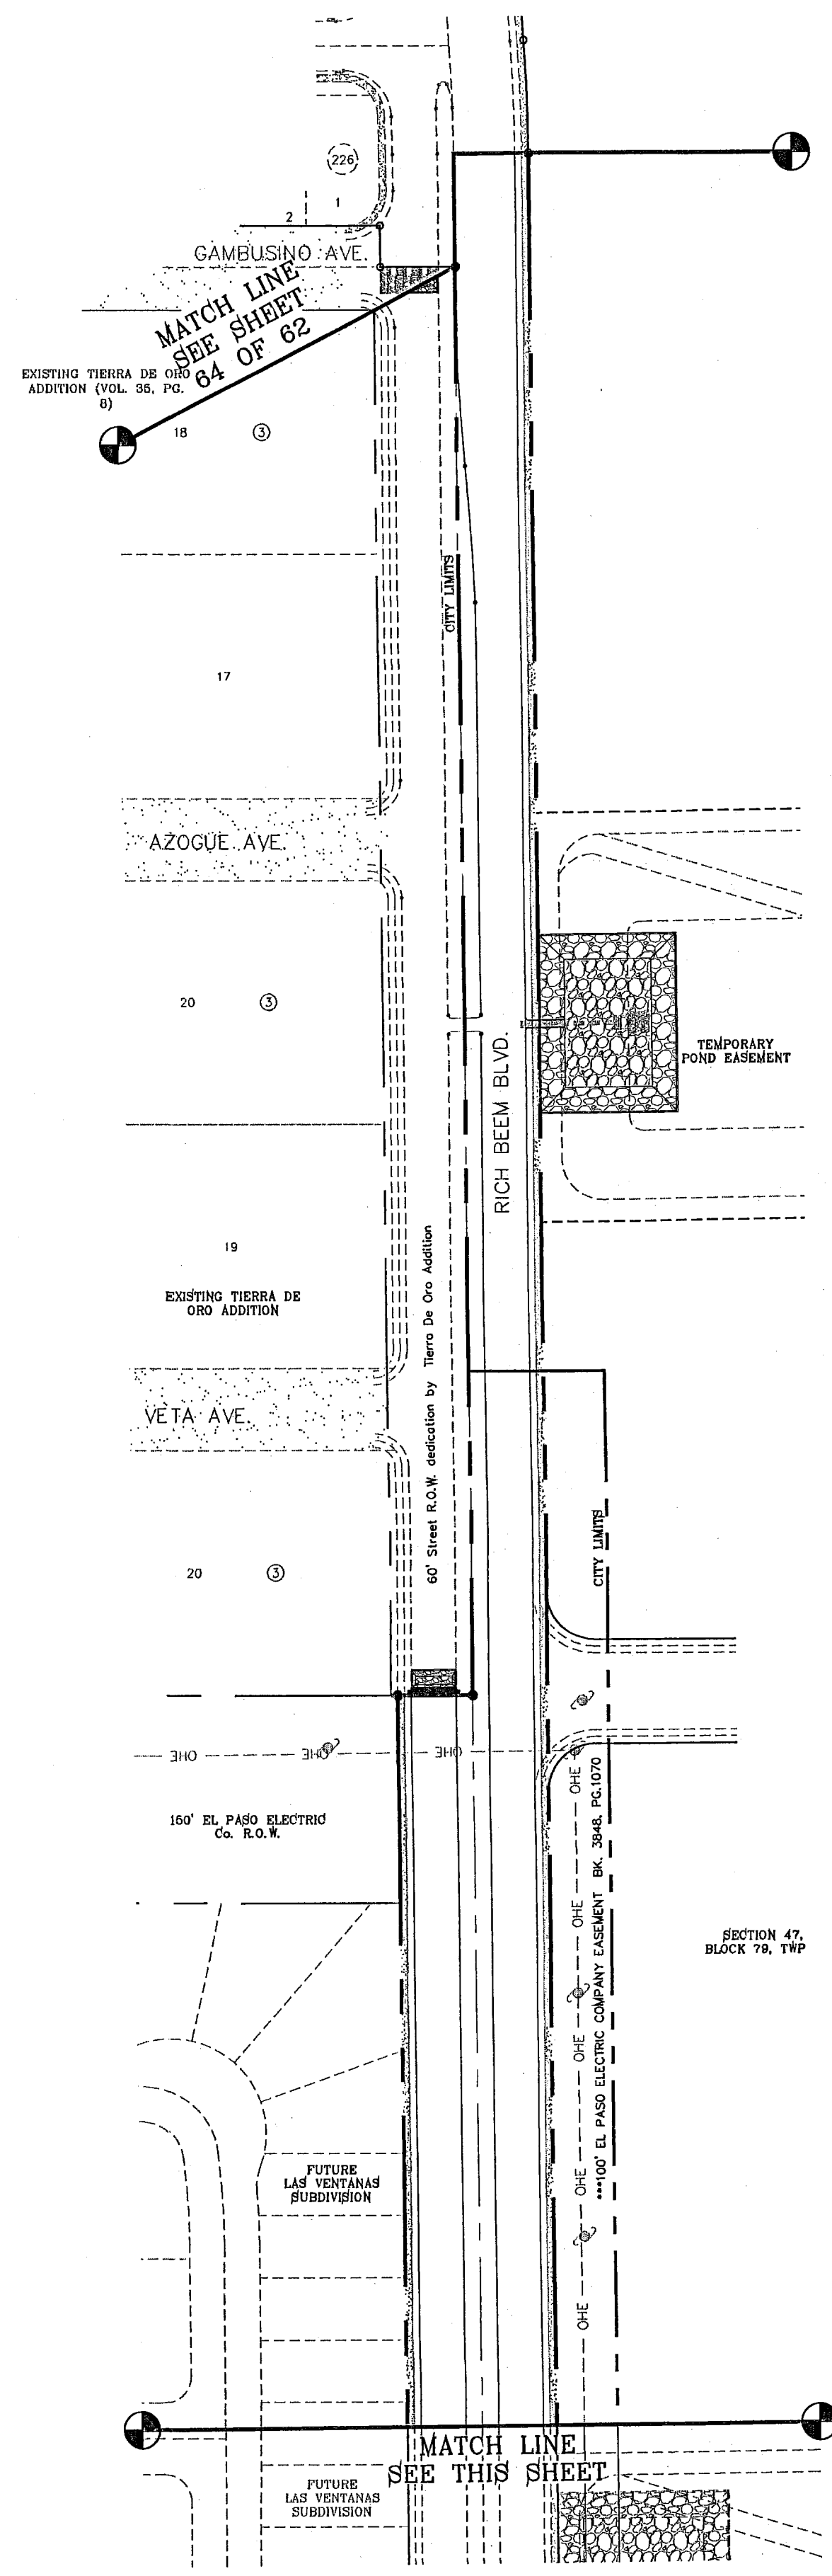 226
1
2
GAMBUSINO AVE.
MATCH LINE
SEE SHEET
64 OF 62
EXISTING TIERRA DE ORO
ADDITION (VOL. 35, PG.
8)
18
3
CITY LIMITS
17
AZOGUE AVE.
20
3
TEMPORARY
POND EASEMENT
RICH BEEM BLVD.
19
EXISTING TIERRA DE
ORO ADDITION
60' Street R.O.W. dedication by Tierra De Oro Addition
VETA AVE.
CITY LIMITS
20
3
OHE
OHE
OHE
OHE
150' EL PASO ELECTRIC
Co. R.O.W.
***100' EL PASO ELECTRIC COMPANY EASEMENT BK. 3848, PG.1070
OHE
SECTION 47,
BLOCK 79, TWP
OHE
OHE
OHE
FUTURE
LAS VENTANAS
SUBDIVISION
MATCH LINE
SEE THIS SHEET
FUTURE
LAS VENTANAS
SUBDIVISION